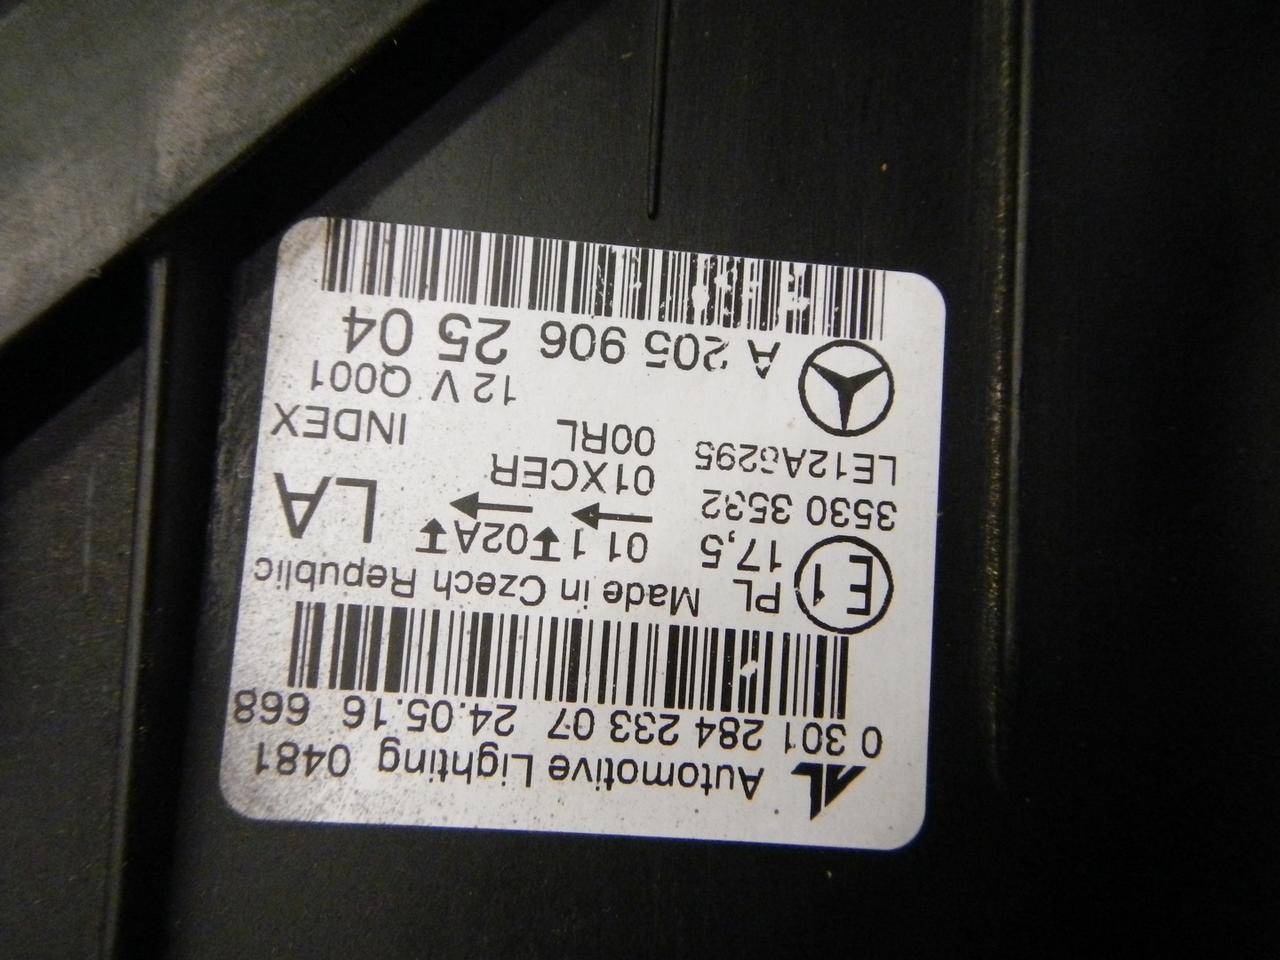 Automotive Lighting 0481
0 301 284 233 07 24.05.16 668
E1 PL Made in Czech Republic
17,5 01 1 02A LA
3530 3532 01XCER
00RL INDEX
12 V Q001
A 205 906 25 04